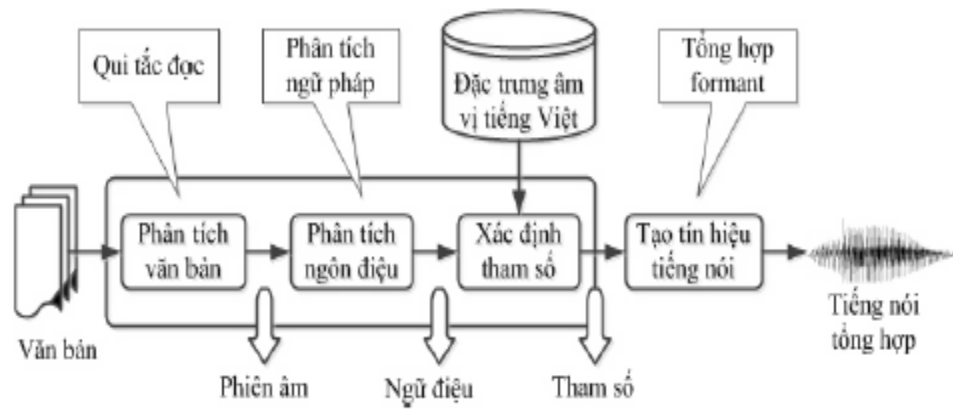 Qui tắc đọc
Phân tích
ngữ pháp
Đặc trưng âm
vị tiếng Việt
Tổng hợp
formant
Phân tích
văn bản
Phân tích
ngôn điệu
Xác định
tham số
Tạo tín hiệu
tiếng nói
Văn bản
Tiếng nói
tổng hợp
Phiên âm
Ngữ điệu
Tham số